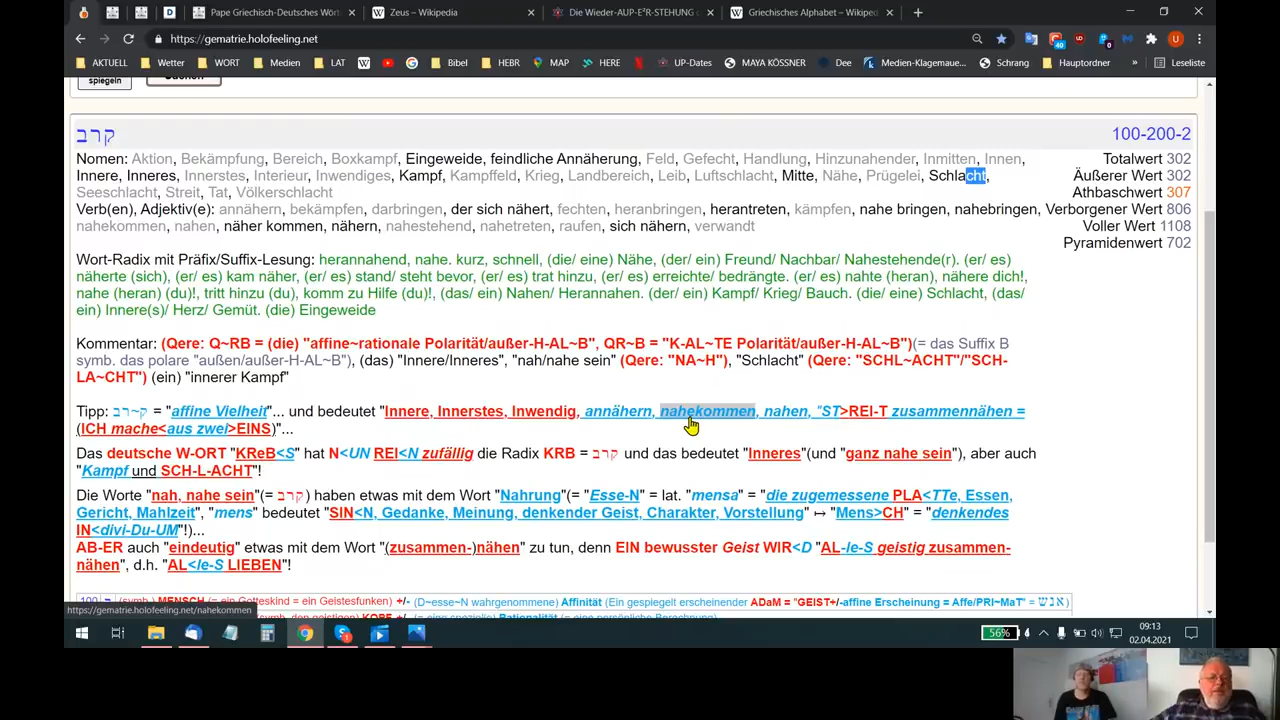 Pape Griechisch-Deutsches Wört
Zeus – Wikipedia
Die Wieder-AUP-E²R-STEHUNG
Griechisches Alphabet – Wikiped
https://gematrie.holofeeling.net
AKTUELL Wetter WORT Medien LAT Bibel HEBR MAP HERE UP-Dates MAYA KÖSSNER Dee Medien-Klagemaue... Schrang Hauptordner » Leseliste
spiegeln
קרב 100-200-2
Nomen: Aktion, Bekämpfung, Bereich, Boxkampf, Eingeweide, feindliche Annäherung, Feld, Gefecht, Handlung, Hinzunahender, Inmitten, Innen, Totalwert 302
Innere, Inneres, Innerstes, Interieur, Inwendiges, Kampf, Kampffeld, Krieg, Landbereich, Leib, Luftschlacht, Mitte, Nähe, Prügelei, Schlacht, Äußerer Wert 302
Seeschlacht, Streit, Tat, Völkerschlacht Athbaschwert 307
Verb(en), Adjektiv(e): annähern, bekämpfen, darbringen, der sich nähert, fechten, heranbringen, herantreten, kämpfen, nahe bringen, nahebringen, Verborgener Wert 806
nahekommen, nahen, näher kommen, nähern, nahestehend, nahetreten, raufen, sich nähern, verwandt Voller Wert 1108
Pyramidenwert 702
Wort-Radix mit Präfix/Suffix-Lesung: herannahend, nahe. kurz, schnell, (die/ eine) Nähe, (der/ ein) Freund/ Nachbar/ Nahestehende(r). (er/ es)
näherte (sich), (er/ es) kam näher, (er/ es) stand/ steht bevor, (er/ es) trat hinzu, (er/ es) erreichte/ bedrängte. (er/ es) nahte (heran), nähere dich!,
nahe (heran) (du)!, tritt hinzu (du), komm zu Hilfe (du)!, (das/ ein) Nahen/ Herannahen. (der/ ein) Kampf/ Krieg/ Bauch. (die/ eine) Schlacht, (das/
ein) Innere(s)/ Herz/ Gemüt. (die) Eingeweide
Kommentar: (Qere: Q~RB = (die) "affine~rationale Polarität/außer-H-AL~B", QR~B = "K-AL~TE Polarität/außer-H-AL~B")(= das Suffix B
symb. das polare "außen/außer-H-AL~B"), (das) "Innere/Inneres", "nah/nahe sein" (Qere: "NA~H"), "Schlacht" (Qere: "SCHL~ACHT"/"SCH-
LA~CHT") (ein) "innerer Kampf"
Tipp: ק~רב = "affine Vielheit"... und bedeutet "Innere, Innerstes, Inwendig, annähern, nahekommen, nahen, "ST>REI-T zusammennähen =
(ICH mache<aus zwei>EINS)"...
Das deutsche W-ORT "KReB<S" hat N<UN REI<N zufällig die Radix KRB = קרב und das bedeutet "Inneres"(und "ganz nahe sein"), aber auch
"Kampf und SCH-L-ACHT"!
Die Worte "nah, nahe sein"(= קרב) haben etwas mit dem Wort "Nahrung"(= "Esse-N" = lat. "mensa" = "die zugemessene PLA<TTe, Essen,
Gericht, Mahlzeit", "mens" bedeutet "SIN<N, Gedanke, Meinung, denkender Geist, Charakter, Vorstellung" ↦ "Mens>CH" = "denkendes
IN<divi-Du-UM"!)...
AB-ER auch "eindeutig" etwas mit dem Wort "(zusammen-)nähen" zu tun, denn EIN bewusster Geist WIR<D "AL-le-S geistig zusammen-
nähen", d.h. "AL<le-S LIEBEN"!
100 (symb.) MENSCH (= ein Gotteskind = ein Geistesfunken) +/- (D~esse~N wahrgenommene) Affinität (Ein gespiegelt erscheinender ADaM = "GEIST+/-affine Erscheinung = Affe/PRI~MaT" = אנש)
https://gematrie.holofeeling.net/nahekommen
56%
09:13
02.04.2021